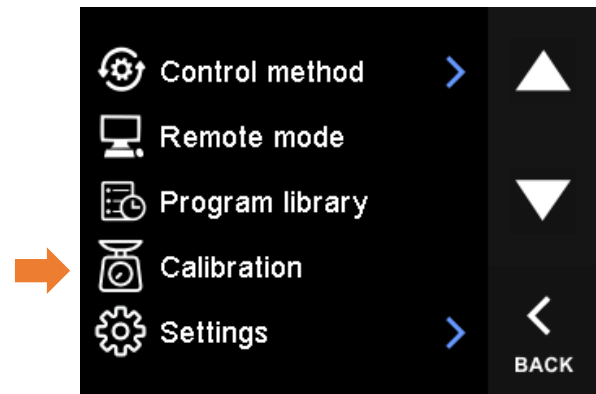 Control method
Remote mode
Program library
Calibration
Settings
BACK